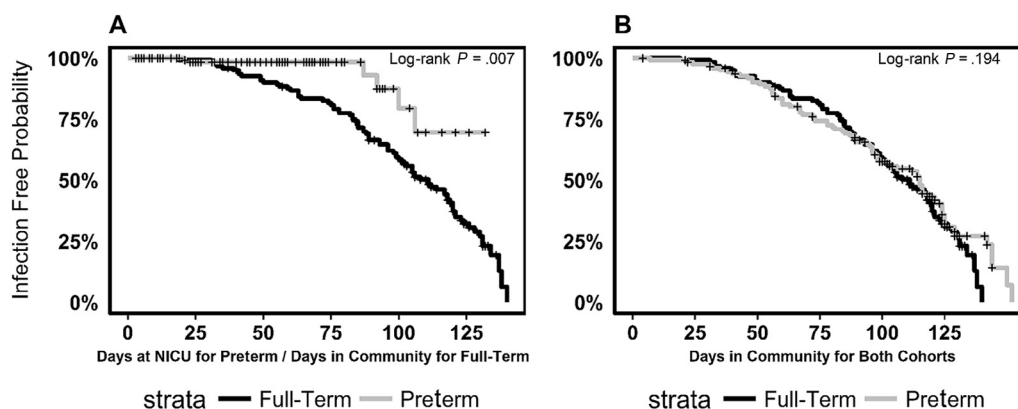 A
B
Infection Free Probability
100%
75%
50%
25%
0%
Log-rank P = .007
0 25 50 75 100 125
Days at NICU for Preterm / Days in Community for Full-Term
strata Full-Term Preterm
100%
75%
50%
25%
0%
Log-rank P = .194
0 25 50 75 100 125
Days in Community for Both Cohorts
strata Full-Term Preterm